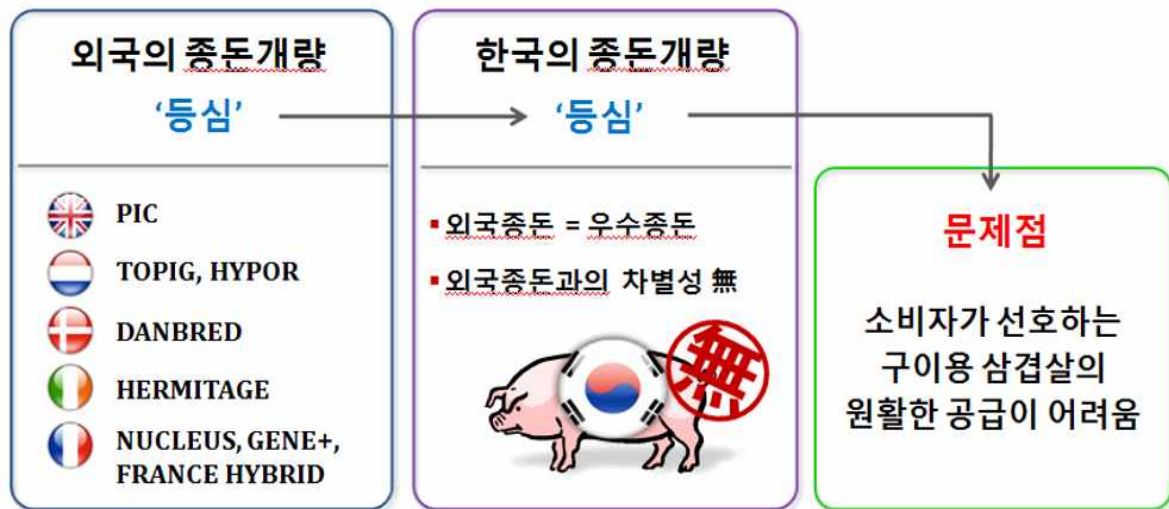 외국의 종돈개량
‘등심’
PIC
TOPIG, HYPOR
DANBRED
HERMITAGE
NUCLEUS, GENE+,
FRANCE HYBRID
한국의 종돈개량
‘등심’
▪ 외국종돈 = 우수종돈
▪ 외국종돈과의 차별성 無
無
문제점
소비자가 선호하는
구이용 삼겹살의
원활한 공급이 어려움